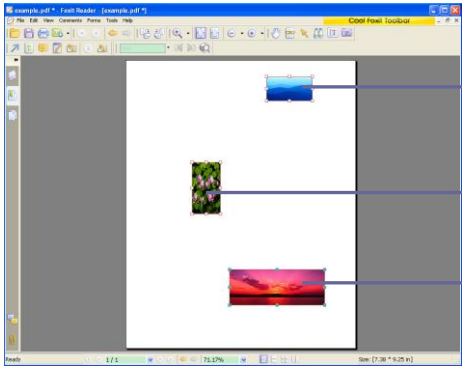 example.pdf * - Foxit Reader - [example.pdf *]
File Edit View Comments Forms Tools Help
Cool Foxit Toolbar
Ready
1 / 1
71.17%
Size: [7.38 * 9.25 in]